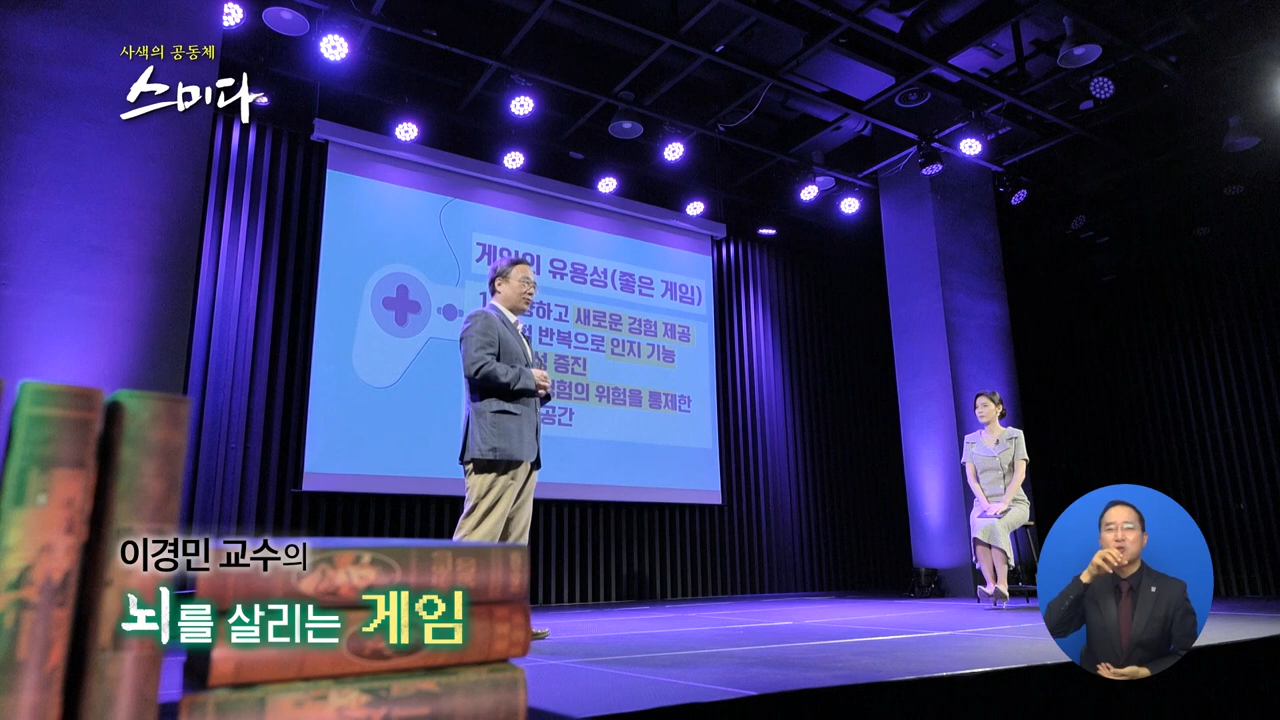 사색의 공동체
스미다
게임의 유용성(좋은 게임)
하고 새로운 경험 제공
반복으로 인지 기능
증진
위험을 통제한
공간
이경민 교수의
뇌를 살리는 게임